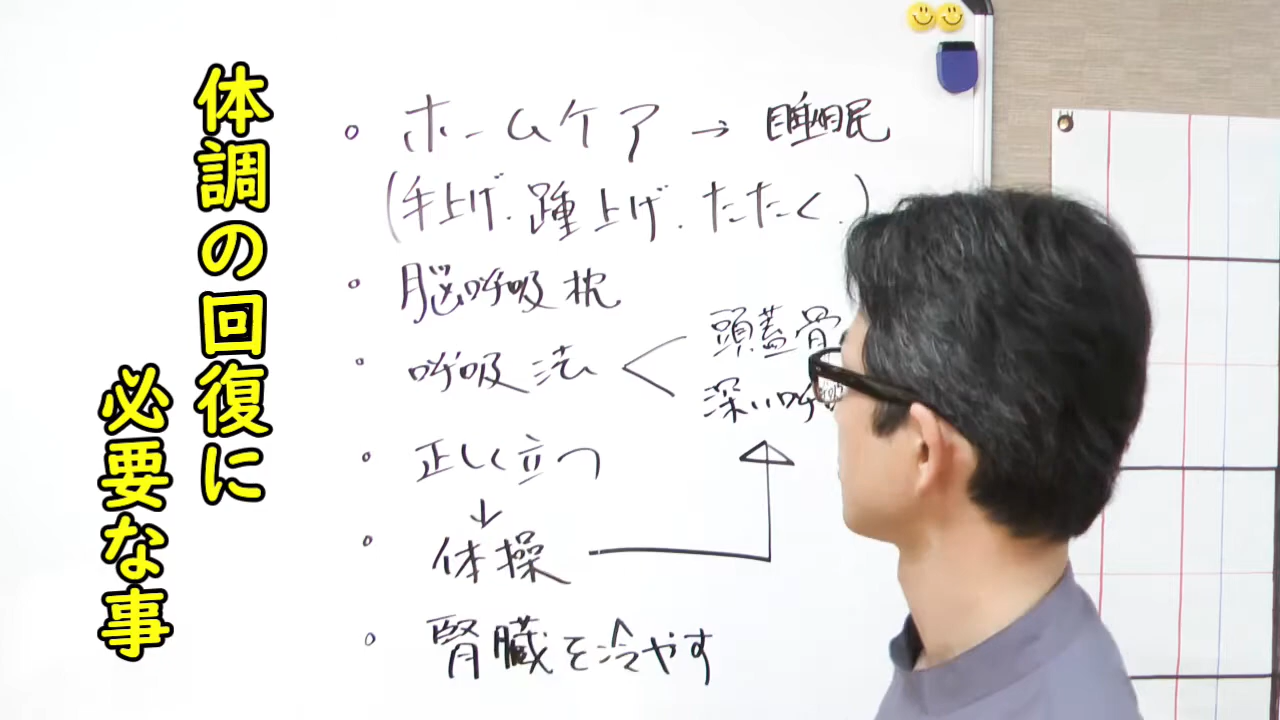 体調の回復に
必要な事
ホームケア → 睡眠
(手上げ.踵上げ.たたく.)
脳呼吸枕
呼吸法
頭蓋骨
深い呼
正しく立つ
↓
体操
腎臓を冷やす